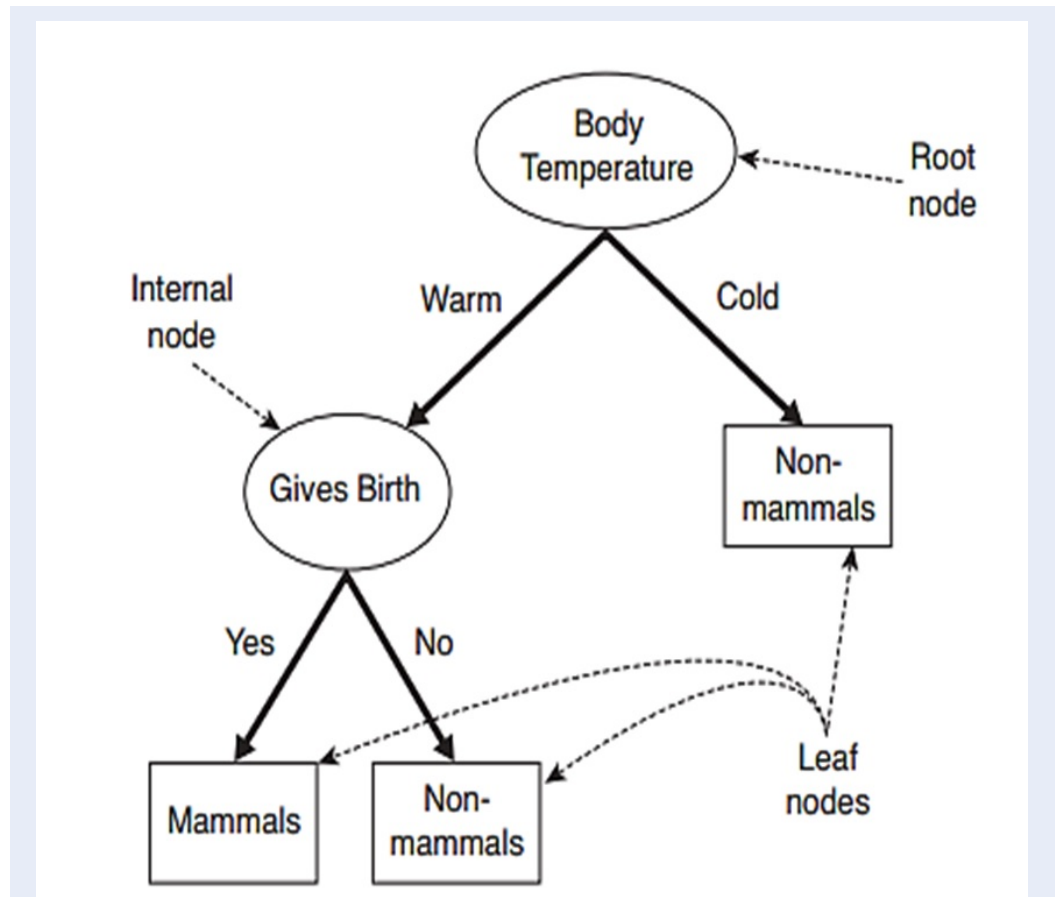 Body
Temperature
Root
node
Internal
node
Warm
Cold
Gives Birth
Non-
mammals
Yes
No
Mammals
Non-
mammals
Leaf
nodes